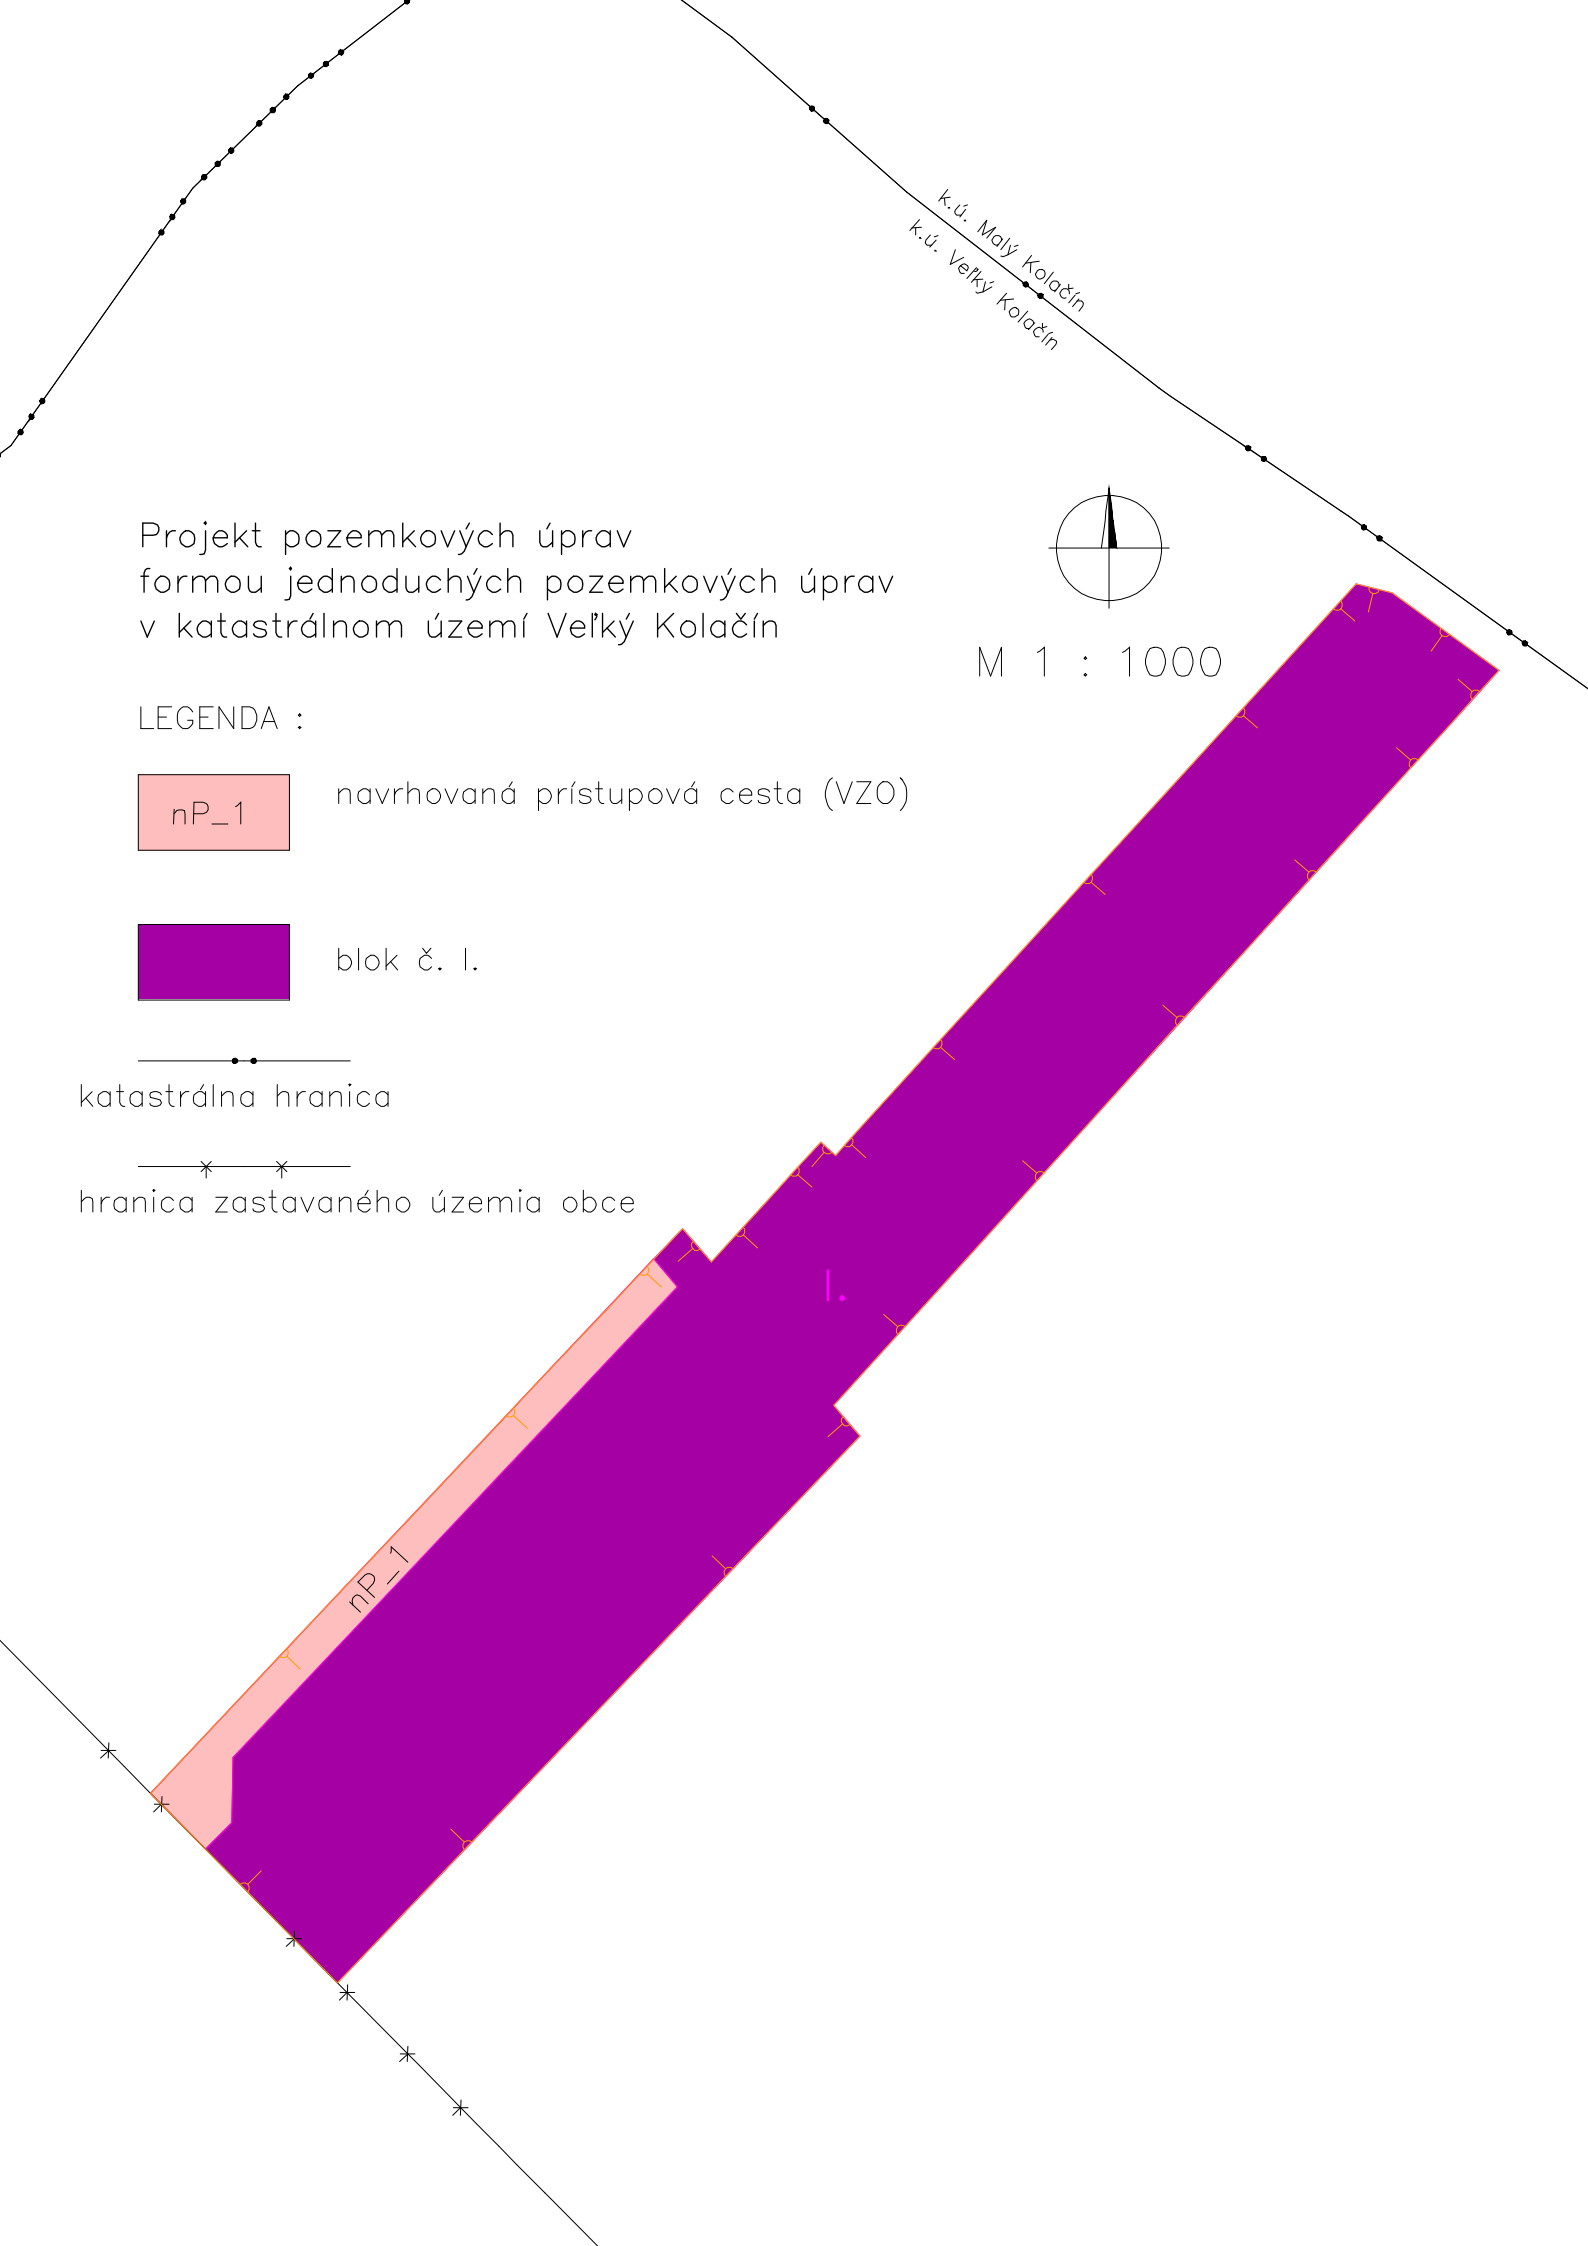 k.ú. Malý Kolačín
k.ú. Veľký Kolačín
Projekt pozemkových úprav
formou jednoduchých pozemkových úprav
v katastrálnom území Veľký Kolačín
M 1 : 1000
LEGENDA :
nP_1
navrhovaná prístupová cesta (VZO)
blok č. I.
katastrálna hranica
hranica zastavaného územia obce
I.
nP_1